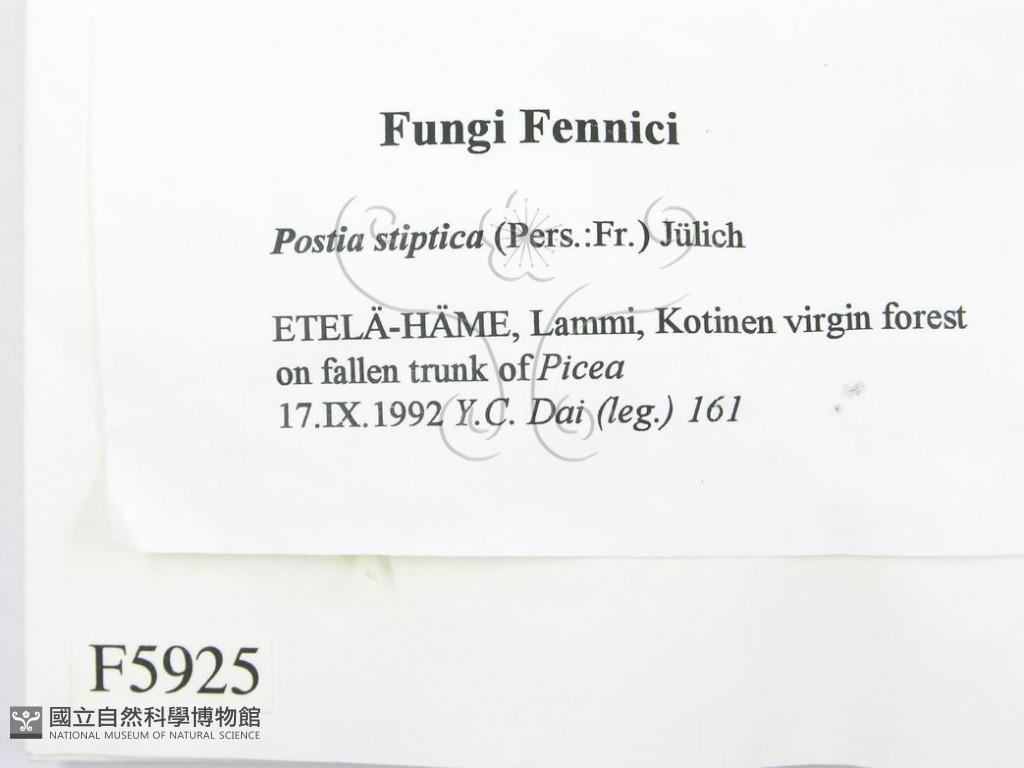 Fungi Fennici
Postia stiptica (Pers.:Fr.) Jülich
ETELÄ-HÄME, Lammi, Kotinen virgin forest
on fallen trunk of Picea
17.IX.1992 Y.C. Dai (leg.) 161
F5925
國立自然科學博物館
NATIONAL MUSEUM OF NATURAL SCIENCE